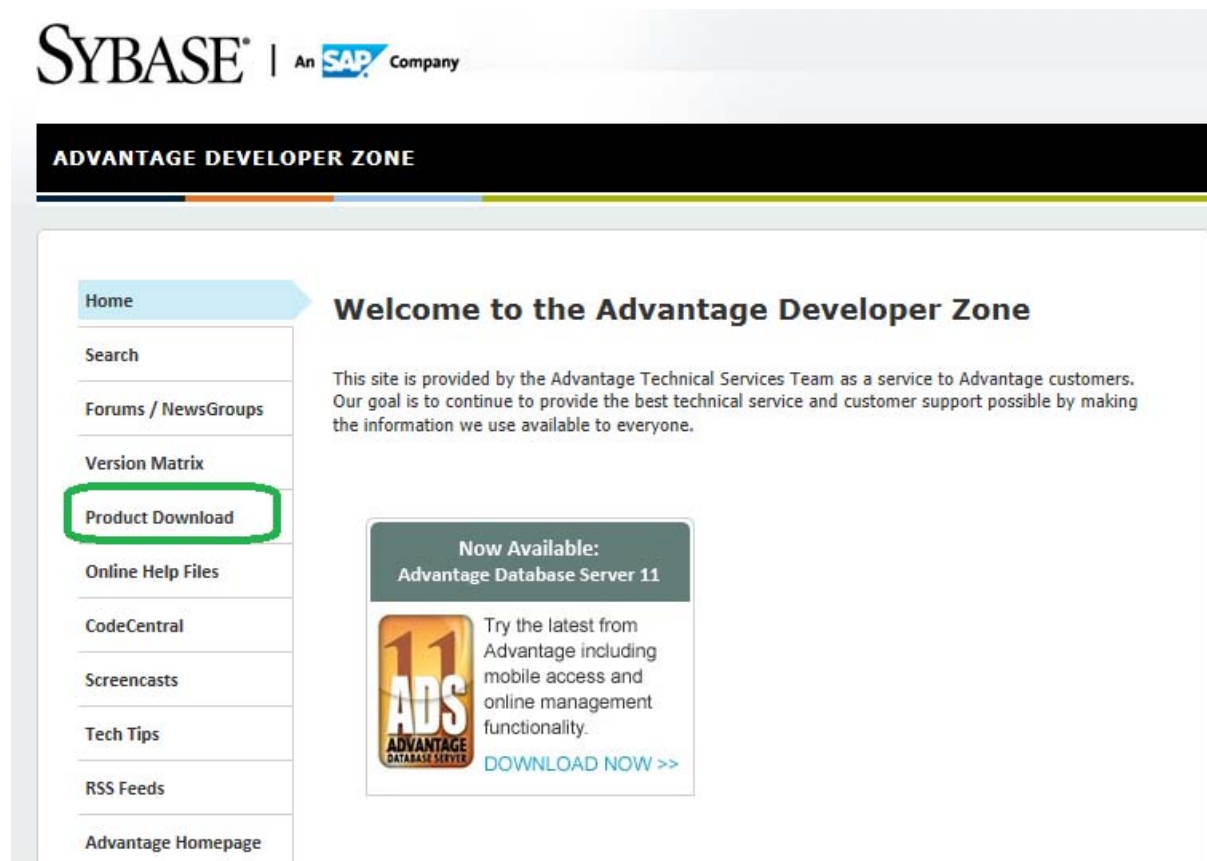 SYBASE® | An SAP Company
ADVANTAGE DEVELOPER ZONE
Home
Search
Forums / NewsGroups
Version Matrix
Product Download
Online Help Files
CodeCentral
Screencasts
Tech Tips
RSS Feeds
Advantage Homepage
Welcome to the Advantage Developer Zone
This site is provided by the Advantage Technical Services Team as a service to Advantage customers.
Our goal is to continue to provide the best technical service and customer support possible by making
the information we use available to everyone.
Now Available:
Advantage Database Server 11
11
ADS
ADVANTAGE
DATABASE SERVER
Try the latest from
Advantage including
mobile access and
online management
functionality.
DOWNLOAD NOW >>